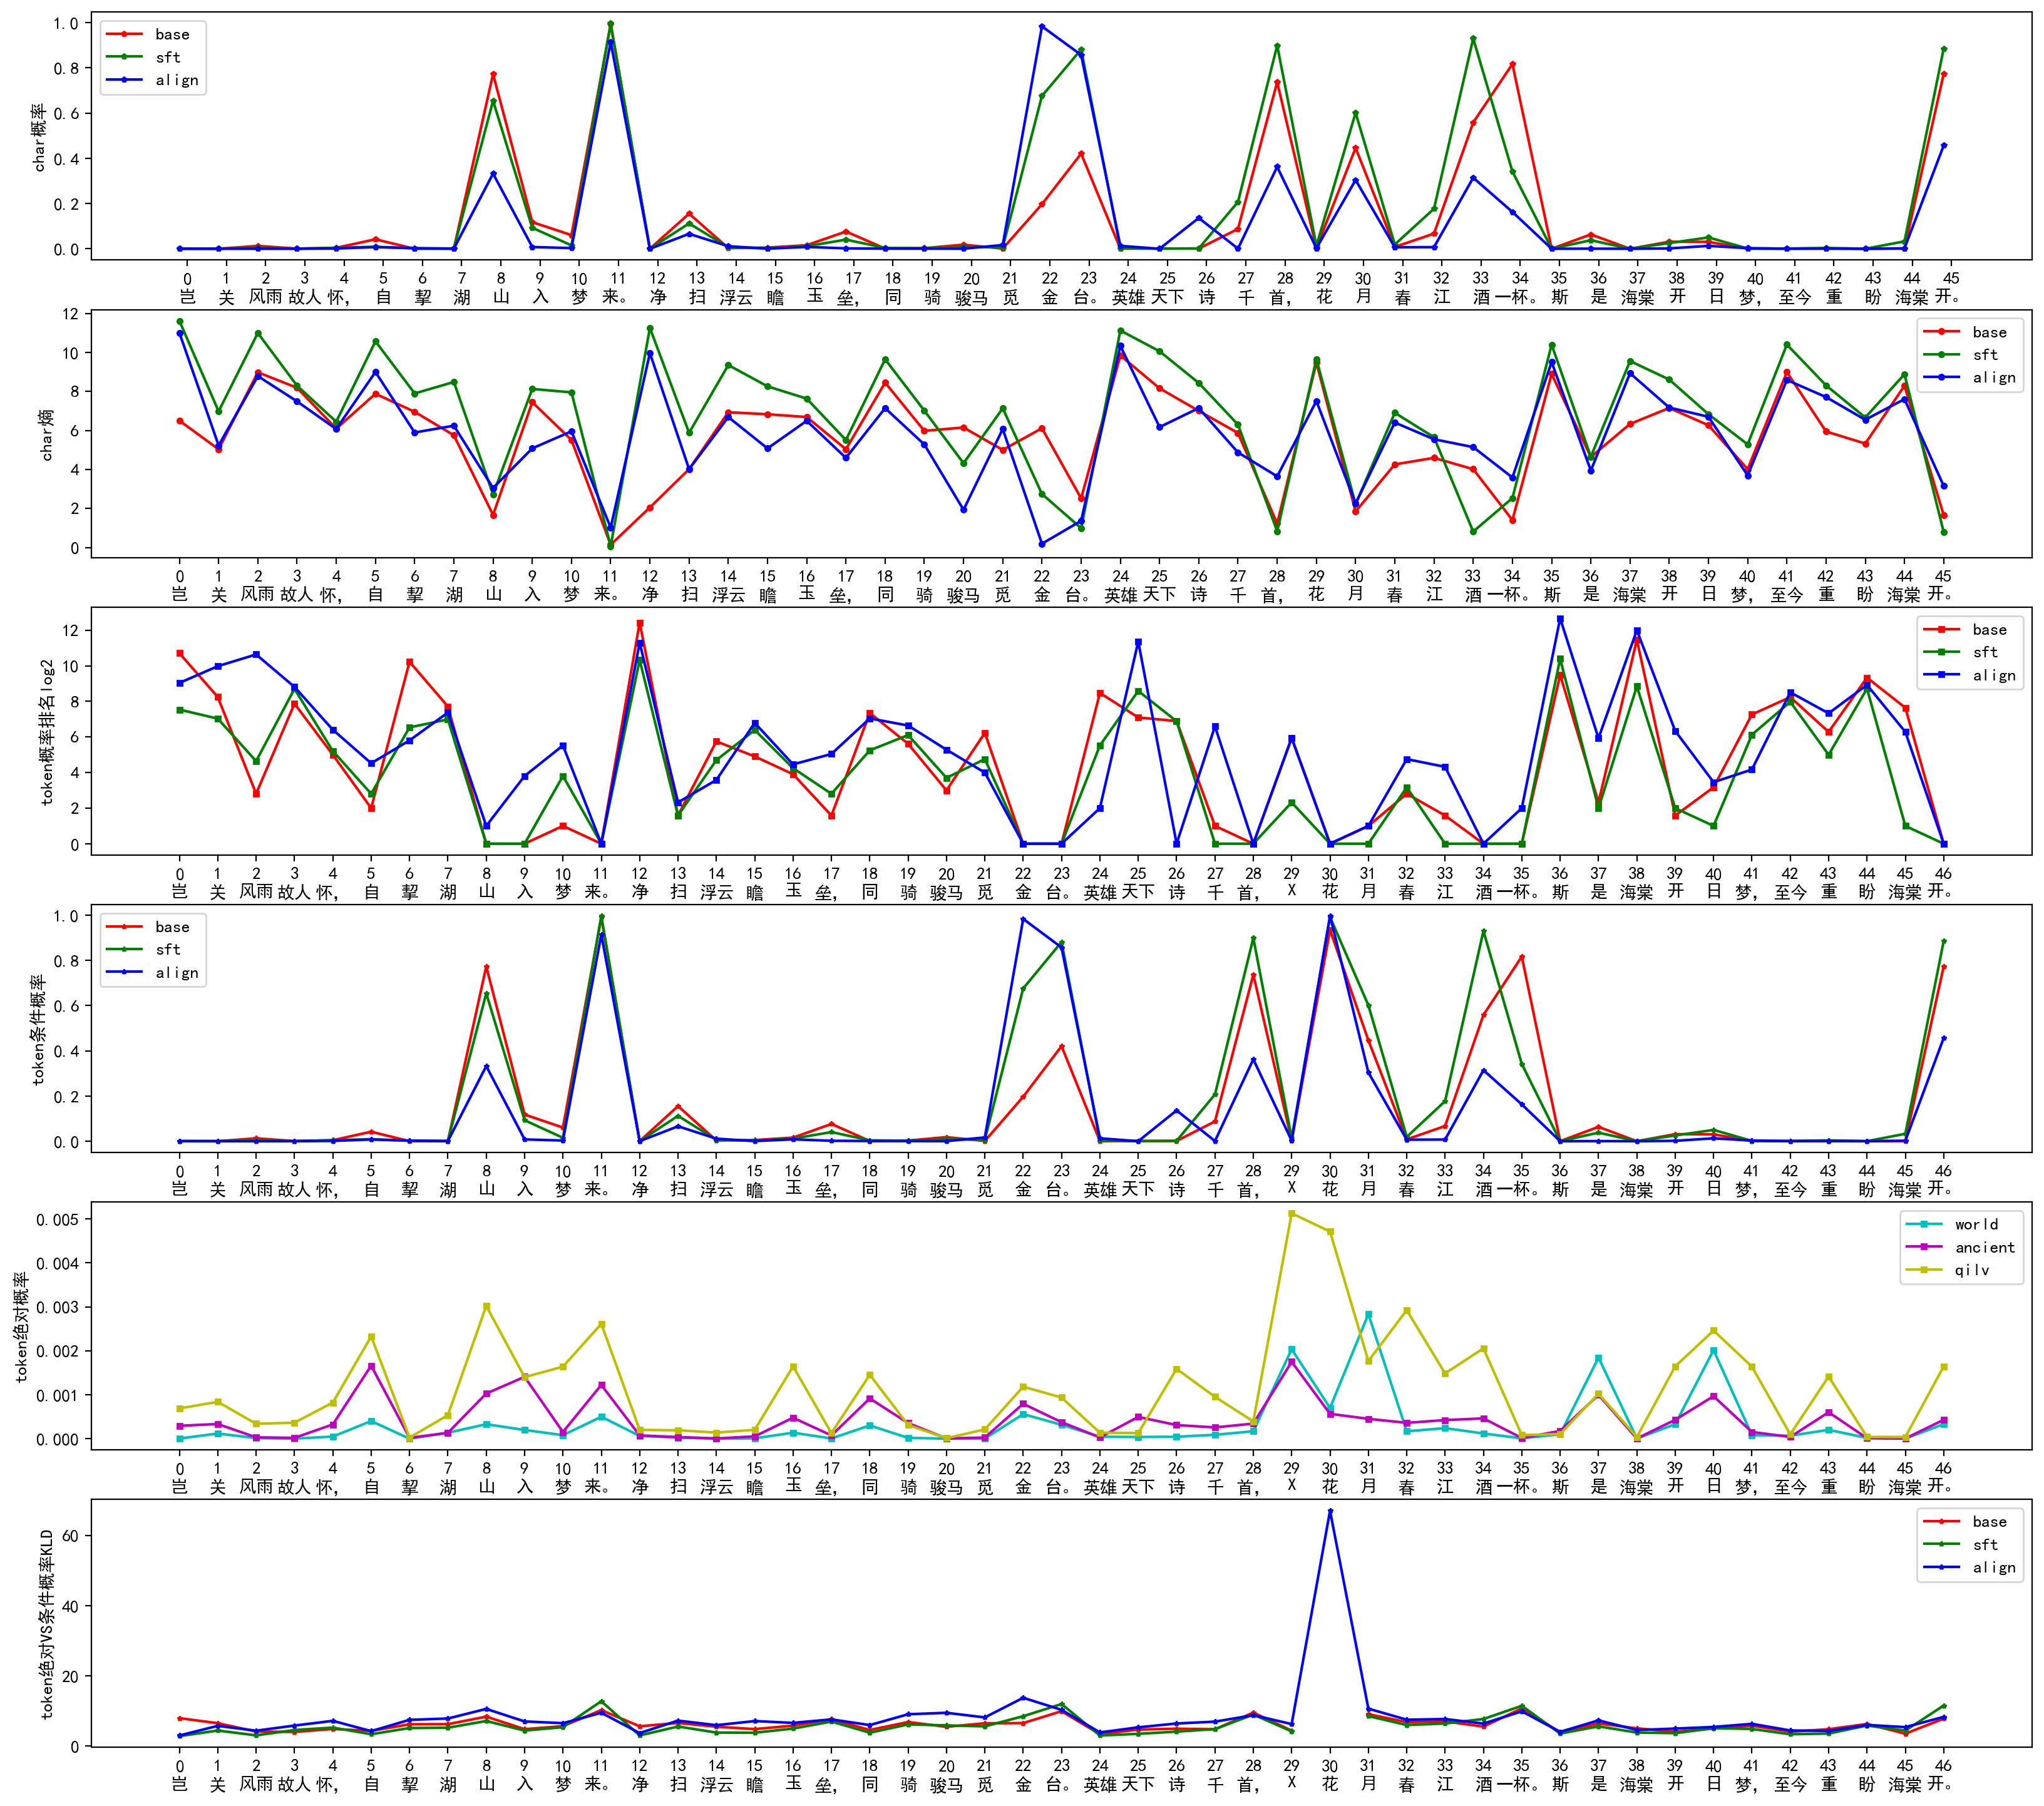 char概率
1.0
0.8
0.6
0.4
0.2
0.0
base
sft
align
0 1 2 3 4 5 6 7 8 9 10 11 12 13 14 15 16 17 18 19 20 21 22 23 24 25 26 27 28 29 30 31 32 33 34 35 36 37 38 39 40 41 42 43 44 45
岂 关 风雨 故人 怀， 自 挈 湖 山 入 梦 来。 净 扫 浮云 瞻 玉 垒， 同 骑 骏马 觅 金 台。 英雄 天下 诗 千 首， 花 月 春 江 酒 一杯。 斯 是 海棠 开 日 梦， 至今 重 盼 海棠 开。
char熵
12
10
8
6
4
2
0
base
sft
align
0 1 2 3 4 5 6 7 8 9 10 11 12 13 14 15 16 17 18 19 20 21 22 23 24 25 26 27 28 29 30 31 32 33 34 35 36 37 38 39 40 41 42 43 44 45
岂 关 风雨 故人 怀， 自 挈 湖 山 入 梦 来。 净 扫 浮云 瞻 玉 垒， 同 骑 骏马 觅 金 台。 英雄 天下 诗 千 首， 花 月 春 江 酒 一杯。 斯 是 海棠 开 日 梦， 至今 重 盼 海棠 开。
token概率排名log2
12
10
8
6
4
2
0
base
sft
align
0 1 2 3 4 5 6 7 8 9 10 11 12 13 14 15 16 17 18 19 20 21 22 23 24 25 26 27 28 29 30 31 32 33 34 35 36 37 38 39 40 41 42 43 44 45 46
岂 关 风雨 故人 怀， 自 挈 湖 山 入 梦 来。 净 扫 浮云 瞻 玉 垒， 同 骑 骏马 觅 金 台。 英雄 天下 诗 千 首， X 花 月 春 江 酒 一杯。 斯 是 海棠 开 日 梦， 至今 重 盼 海棠 开。
token条件概率
1.0
0.8
0.6
0.4
0.2
0.0
base
sft
align
0 1 2 3 4 5 6 7 8 9 10 11 12 13 14 15 16 17 18 19 20 21 22 23 24 25 26 27 28 29 30 31 32 33 34 35 36 37 38 39 40 41 42 43 44 45 46
岂 关 风雨 故人 怀， 自 挈 湖 山 入 梦 来。 净 扫 浮云 瞻 玉 垒， 同 骑 骏马 觅 金 台。 英雄 天下 诗 千 首， X 花 月 春 江 酒 一杯。 斯 是 海棠 开 日 梦， 至今 重 盼 海棠 开。
token绝对概率
0.005
0.004
0.003
0.002
0.001
0.000
world
ancient
qilv
0 1 2 3 4 5 6 7 8 9 10 11 12 13 14 15 16 17 18 19 20 21 22 23 24 25 26 27 28 29 30 31 32 33 34 35 36 37 38 39 40 41 42 43 44 45 46
岂 关 风雨 故人 怀， 自 挈 湖 山 入 梦 来。 净 扫 浮云 瞻 玉 垒， 同 骑 骏马 觅 金 台。 英雄 天下 诗 千 首， X 花 月 春 江 酒 一杯。 斯 是 海棠 开 日 梦， 至今 重 盼 海棠 开。
token绝对VS条件概率KLD
60
40
20
0
base
sft
align
0 1 2 3 4 5 6 7 8 9 10 11 12 13 14 15 16 17 18 19 20 21 22 23 24 25 26 27 28 29 30 31 32 33 34 35 36 37 38 39 40 41 42 43 44 45 46
岂 关 风雨 故人 怀， 自 挈 湖 山 入 梦 来。 净 扫 浮云 瞻 玉 垒， 同 骑 骏马 觅 金 台。 英雄 天下 诗 千 首， X 花 月 春 江 酒 一杯。 斯 是 海棠 开 日 梦， 至今 重 盼 海棠 开。